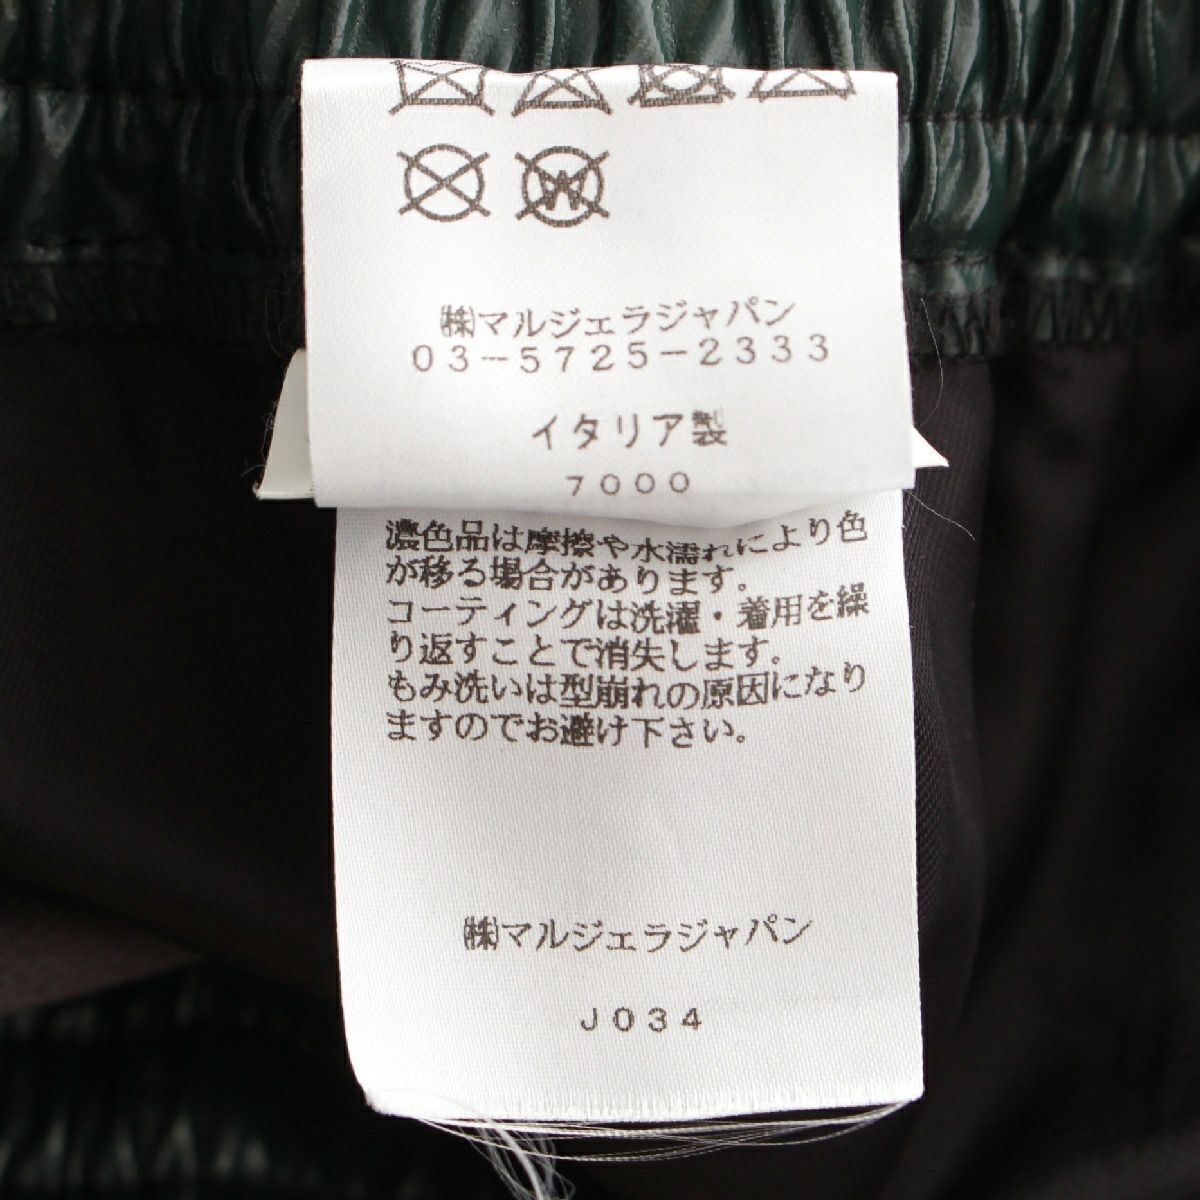 ㈱マルジェラジャパン
03-5725-2333
イタリア製
7000
濃色品は摩擦や水濡れにより色
が移る場合があります。
コーティングは洗濯・着用を繰
り返すことで消失します。
もみ洗いは型崩れの原因になり
ますのでお避け下さい。
㈱マルジェラジャパン
J034